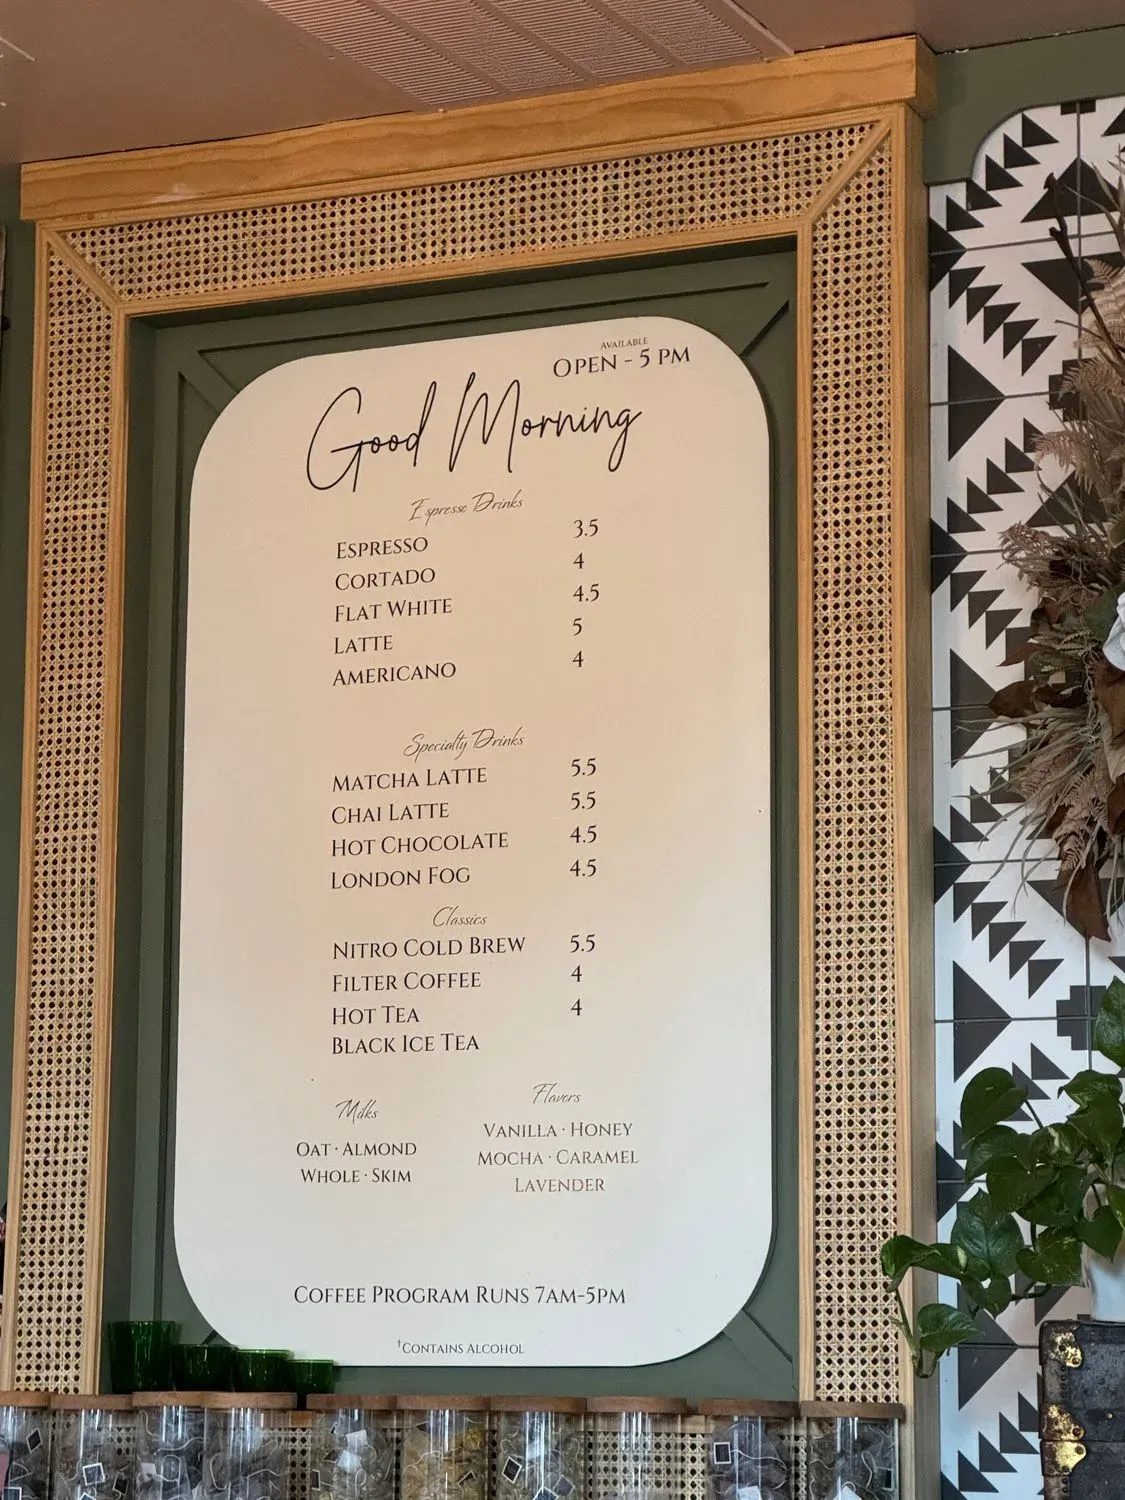 AVAILABLE
OPEN - 5 PM
Good Morning
Espresso Drinks
ESPRESSO 3.5
CORTADO 4
FLAT WHITE 4.5
LATTE 5
AMERICANO 4
Specialty Drinks
MATCHA LATTE 5.5
CHAI LATTE 5.5
HOT CHOCOLATE 4.5
LONDON FOG 4.5
Classics
NITRO COLD BREW 5.5
FILTER COFFEE 4
HOT TEA 4
BLACK ICE TEA
Milks
OAT · ALMOND
WHOLE · SKIM
Flavors
VANILLA · HONEY
MOCHA · CARAMEL
LAVENDER
COFFEE PROGRAM RUNS 7AM-5PM
†CONTAINS ALCOHOL